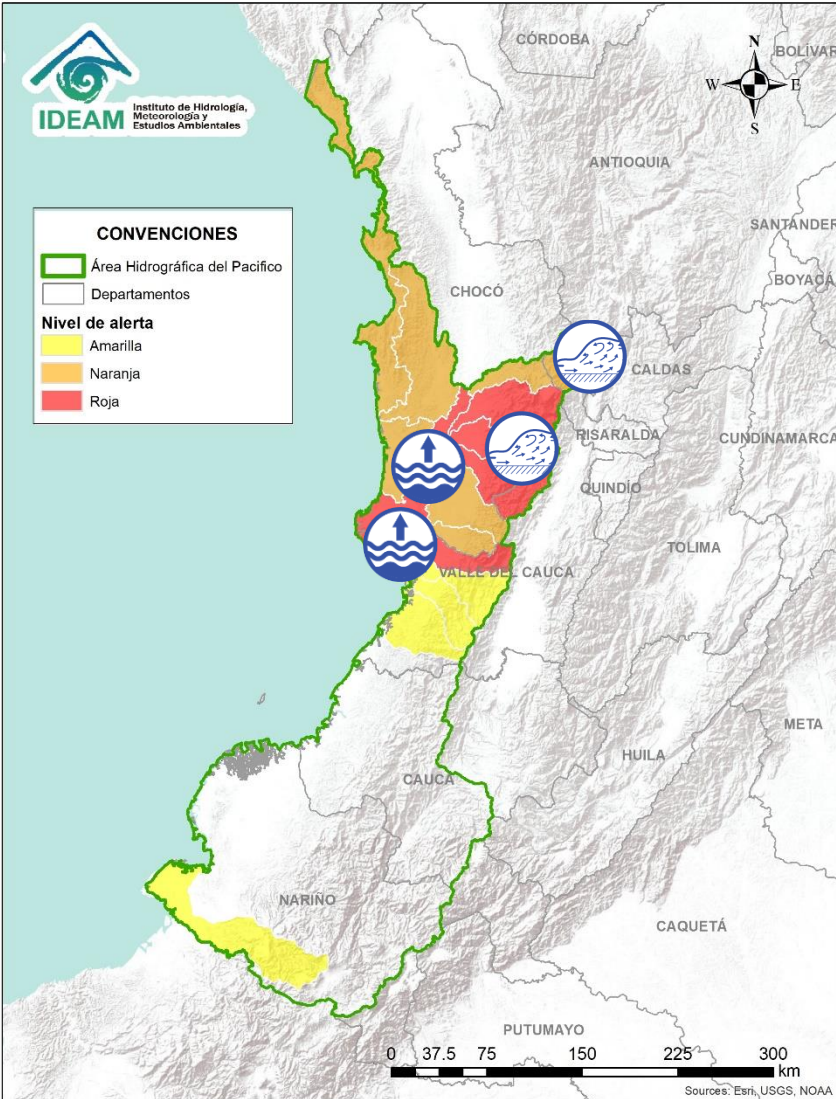 IDEAM
Instituto de Hidrología,
Meteorología y
Estudios Ambientales
CÓRDOBA
BOLÍVAR
N
W
E
S
ANTIOQUIA
SANTANDER
BOYACÁ
CONVENCIONES
Área Hidrográfica del Pacifico
Departamentos
Nivel de alerta
Amarilla
Naranja
Roja
CHOCÓ
CALDAS
RISARALDA
CUNDINAMARCA
QUINDÍO
TOLIMA
VALLE DEL CAUCA
META
HUILA
CAUCA
NARIÑO
CAQUETÁ
PUTUMAYO
0 37.5 75 150 225 300
km
Sources: Esri, USGS, NOAA